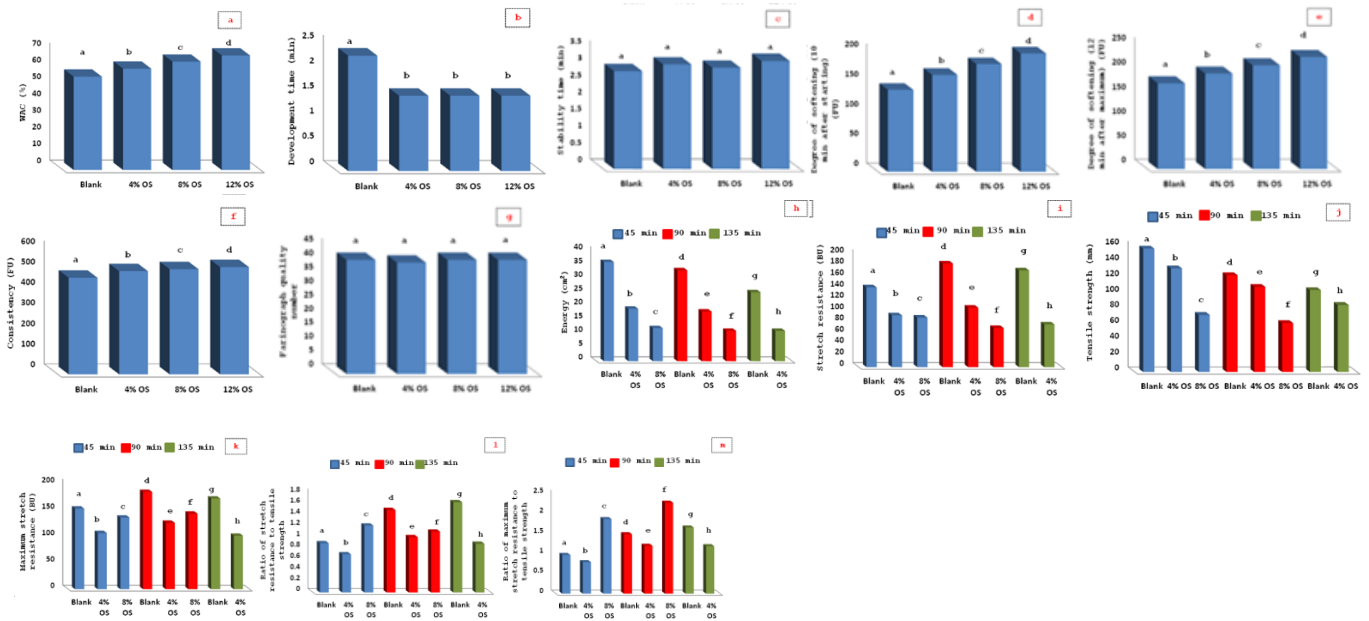 a
WAC (%)
70
60
50
40
30
20
10
0
a
b
c
d
Blank
4% OS
8% OS
12% OS
b
Development time (min)
2.5
2
1.5
1
0.5
0
a
b
b
b
Blank
4% OS
8% OS
12% OS
c
Stability time (min)
3.5
3
2.5
2
1.5
1
0.5
0
a
a
a
a
Blank
4% OS
8% OS
12% OS
d
Degree of softening (10
min after starting)
(FU)
200
150
100
50
0
a
b
c
d
Blank
4% OS
8% OS
12% OS
e
Degree of softening (12
min after maximum) (FU)
250
200
150
100
50
0
a
b
c
d
Blank
4% OS
8% OS
12% OS
f
Consistency (FU)
600
500
400
300
200
100
0
a
b
c
d
Blank
4% OS
8% OS
12% OS
g
Farinograph quality
number
45
40
35
30
25
20
15
10
5
0
a
a
a
a
Blank
4% OS
8% OS
12% OS
h
45 min 90 min 135 min
Energy (cm²)
40
35
30
25
20
15
10
5
0
a
b
c
d
e
f
g
h
Blank 4% OS 8% OS Blank 4% OS 8% OS Blank 4% OS
i
45 min 90 min 135 min
Stretch resistance (BU)
200
180
160
140
120
100
80
60
40
20
0
a
b
c
d
e
f
g
h
Blank 4% OS 8% OS Blank 4% OS 8% OS Blank 4% OS
j
45 min 90 min 135 min
Tensile strength (mm)
160
140
120
100
80
60
40
20
0
a
b
c
d
e
f
g
h
Blank 4% OS 8% OS Blank 4% OS 8% OS Blank 4% OS
k
45 min 90 min 135 min
Maximum stretch
resistance (BU)
200
150
100
50
0
a
b
c
d
e
f
g
h
Blank 4% OS 8% OS Blank 4% OS 8% OS Blank 4% OS
l
45 min 90 min 135 min
Ratio of stretch
resistance to tensile
strength
1.8
1.6
1.4
1.2
1
0.8
0.6
0.4
0.2
0
a
b
c
d
e
f
g
h
Blank 4% OS 8% OS Blank 4% OS 8% OS Blank 4% OS
m
45 min 90 min 135 min
Ratio of maximum
stretch resistance to
tensile strength
2.5
2
1.5
1
0.5
0
a
b
c
d
e
f
g
h
Blank 4% OS 8% OS Blank 4% OS 8% OS Blank 4% OS